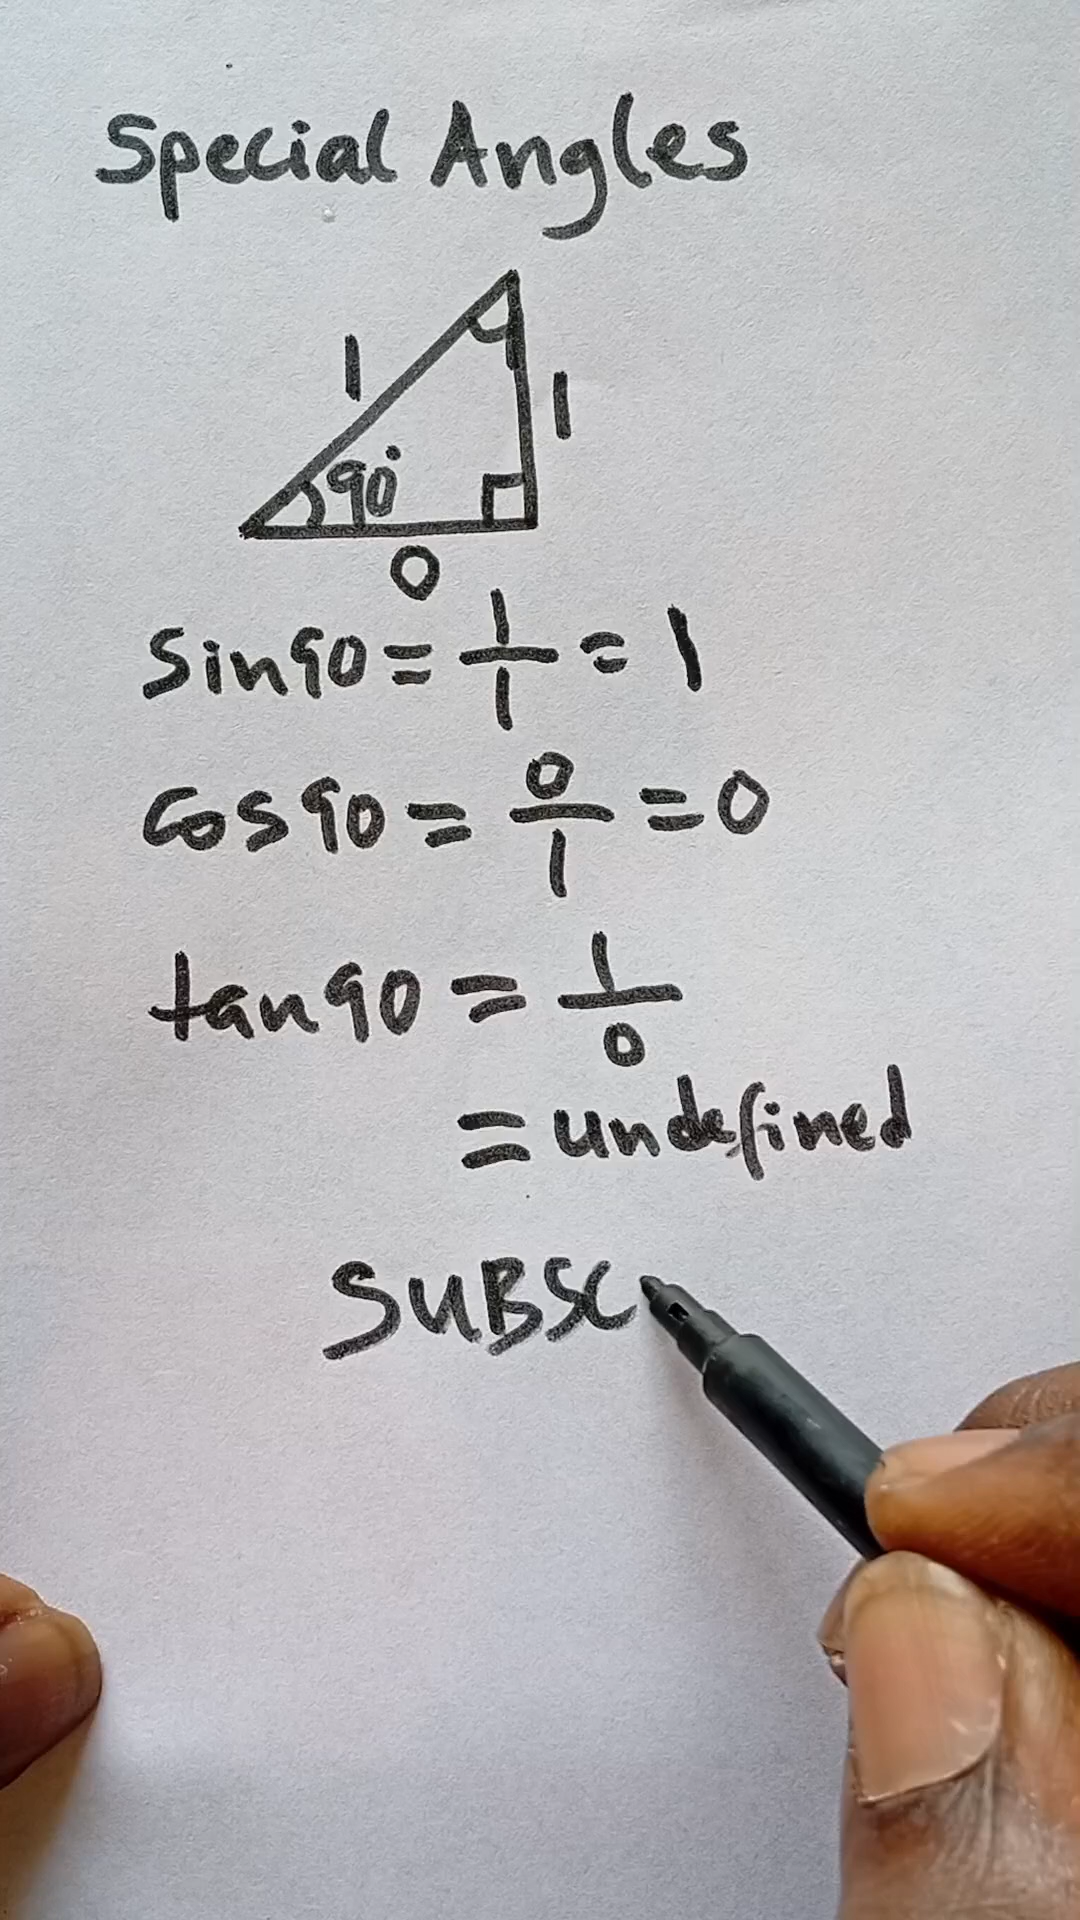 Special Angles
1
1
90°
0
sin90 = 1/1 = 1
cos90 = 0/1 = 0
tan90 = 1/0
= undefined
SUBSC